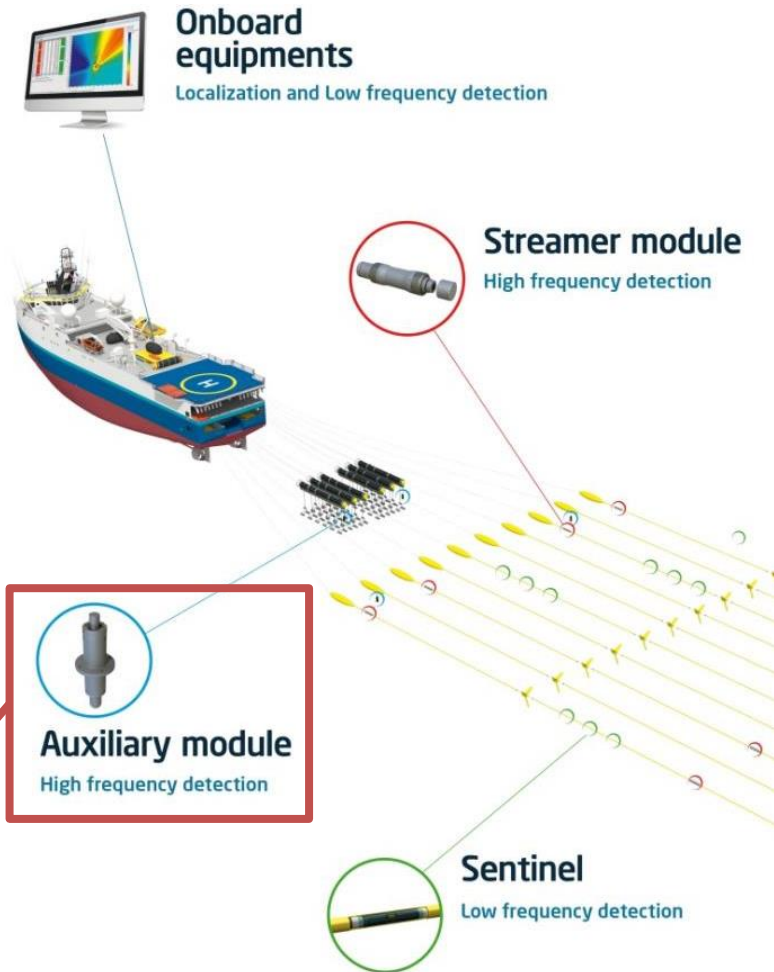 Onboard
equipments
Localization and Low frequency detection
Streamer module
High frequency detection
H
Auxiliary module
High frequency detection
Sentinel
Low frequency detection